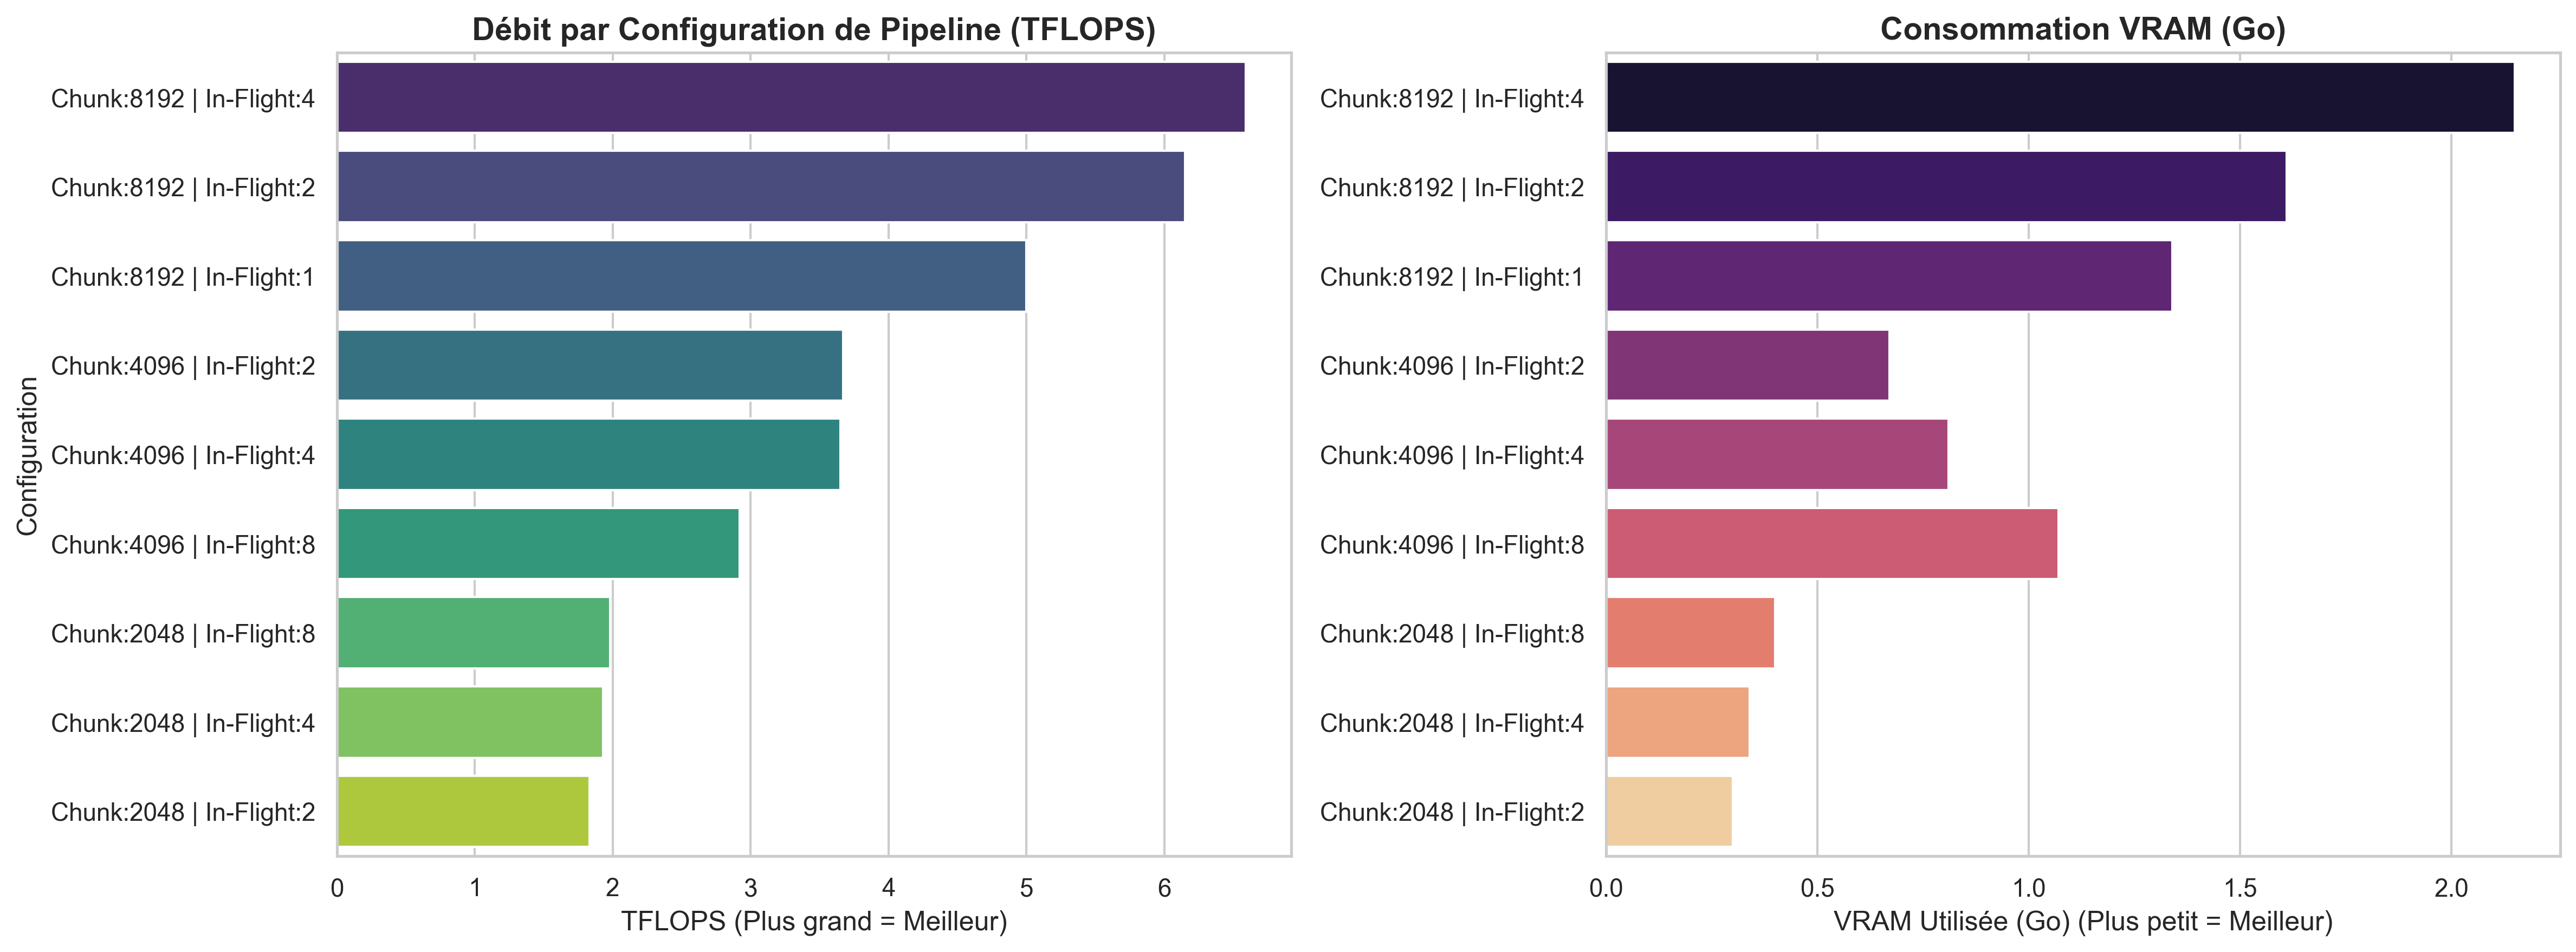 Débit par Configuration de Pipeline (TFLOPS)
Configuration
Chunk:8192 | In-Flight:4
Chunk:8192 | In-Flight:2
Chunk:8192 | In-Flight:1
Chunk:4096 | In-Flight:2
Chunk:4096 | In-Flight:4
Chunk:4096 | In-Flight:8
Chunk:2048 | In-Flight:8
Chunk:2048 | In-Flight:4
Chunk:2048 | In-Flight:2
0 1 2 3 4 5 6
TFLOPS (Plus grand = Meilleur)
Consommation VRAM (Go)
Chunk:8192 | In-Flight:4
Chunk:8192 | In-Flight:2
Chunk:8192 | In-Flight:1
Chunk:4096 | In-Flight:2
Chunk:4096 | In-Flight:4
Chunk:4096 | In-Flight:8
Chunk:2048 | In-Flight:8
Chunk:2048 | In-Flight:4
Chunk:2048 | In-Flight:2
0.0 0.5 1.0 1.5 2.0
VRAM Utilisée (Go) (Plus petit = Meilleur)